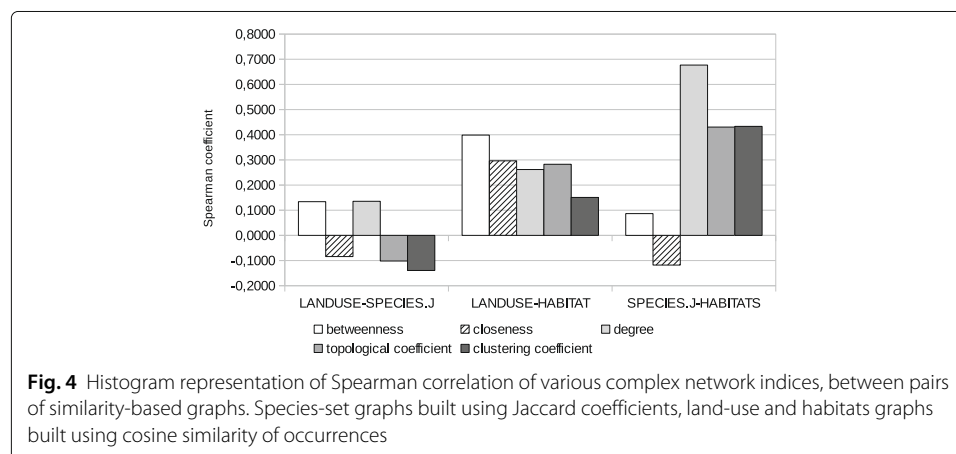 0,8000
0,7000
0,6000
0,5000
0,4000
0,3000
0,2000
0,1000
0,0000
-0,1000
-0,2000
Spearman coefficient
LANDUSE-SPECIES.J LANDUSE-HABITAT SPECIES.J-HABITATS
betweenness closeness degree
topological coefficient clustering coefficient
Fig. 4 Histogram representation of Spearman correlation of various complex network indices, between pairs
of similarity-based graphs. Species-set graphs built using Jaccard coefficients, land-use and habitats graphs
built using cosine similarity of occurrences